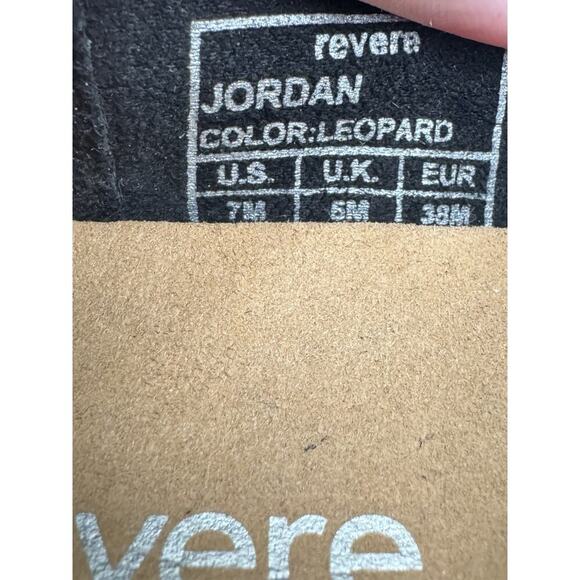 revere
JORDAN
COLOR:LEOPARD
U.S. U.K. EUR
7M 5M 38M
vere